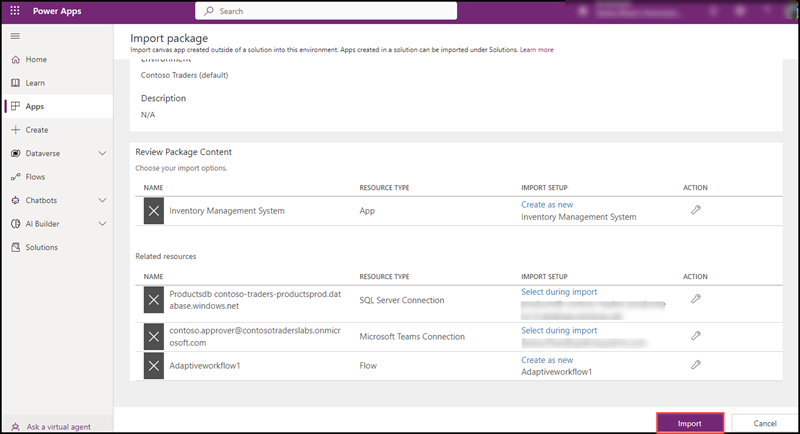 Power Apps
Search
Import package
Import canvas app created outside of a solution into this environment. Apps created in a solution can be imported under Solutions. Learn more
Home
Learn
Apps
Create
Dataverse
Flows
Chatbots
AI Builder
Solutions
Ask a virtual agent
Environment
Contoso Traders (default)
Description
N/A
Review Package Content
Choose your import options.
NAME RESOURCE TYPE IMPORT SETUP ACTION
Inventory Management System App Create as new
Inventory Management System
Related resources
NAME RESOURCE TYPE IMPORT SETUP ACTION
Productsdb contoso-traders-productsprod.dat
abase.windows.net
SQL Server Connection
Select during import
contoso.approver@contosotraderslabs.onmicr
osoft.com
Microsoft Teams Connection
Select during import
Adaptiveworkflow1 Flow Create as new
Adaptiveworkflow1
Import Cancel